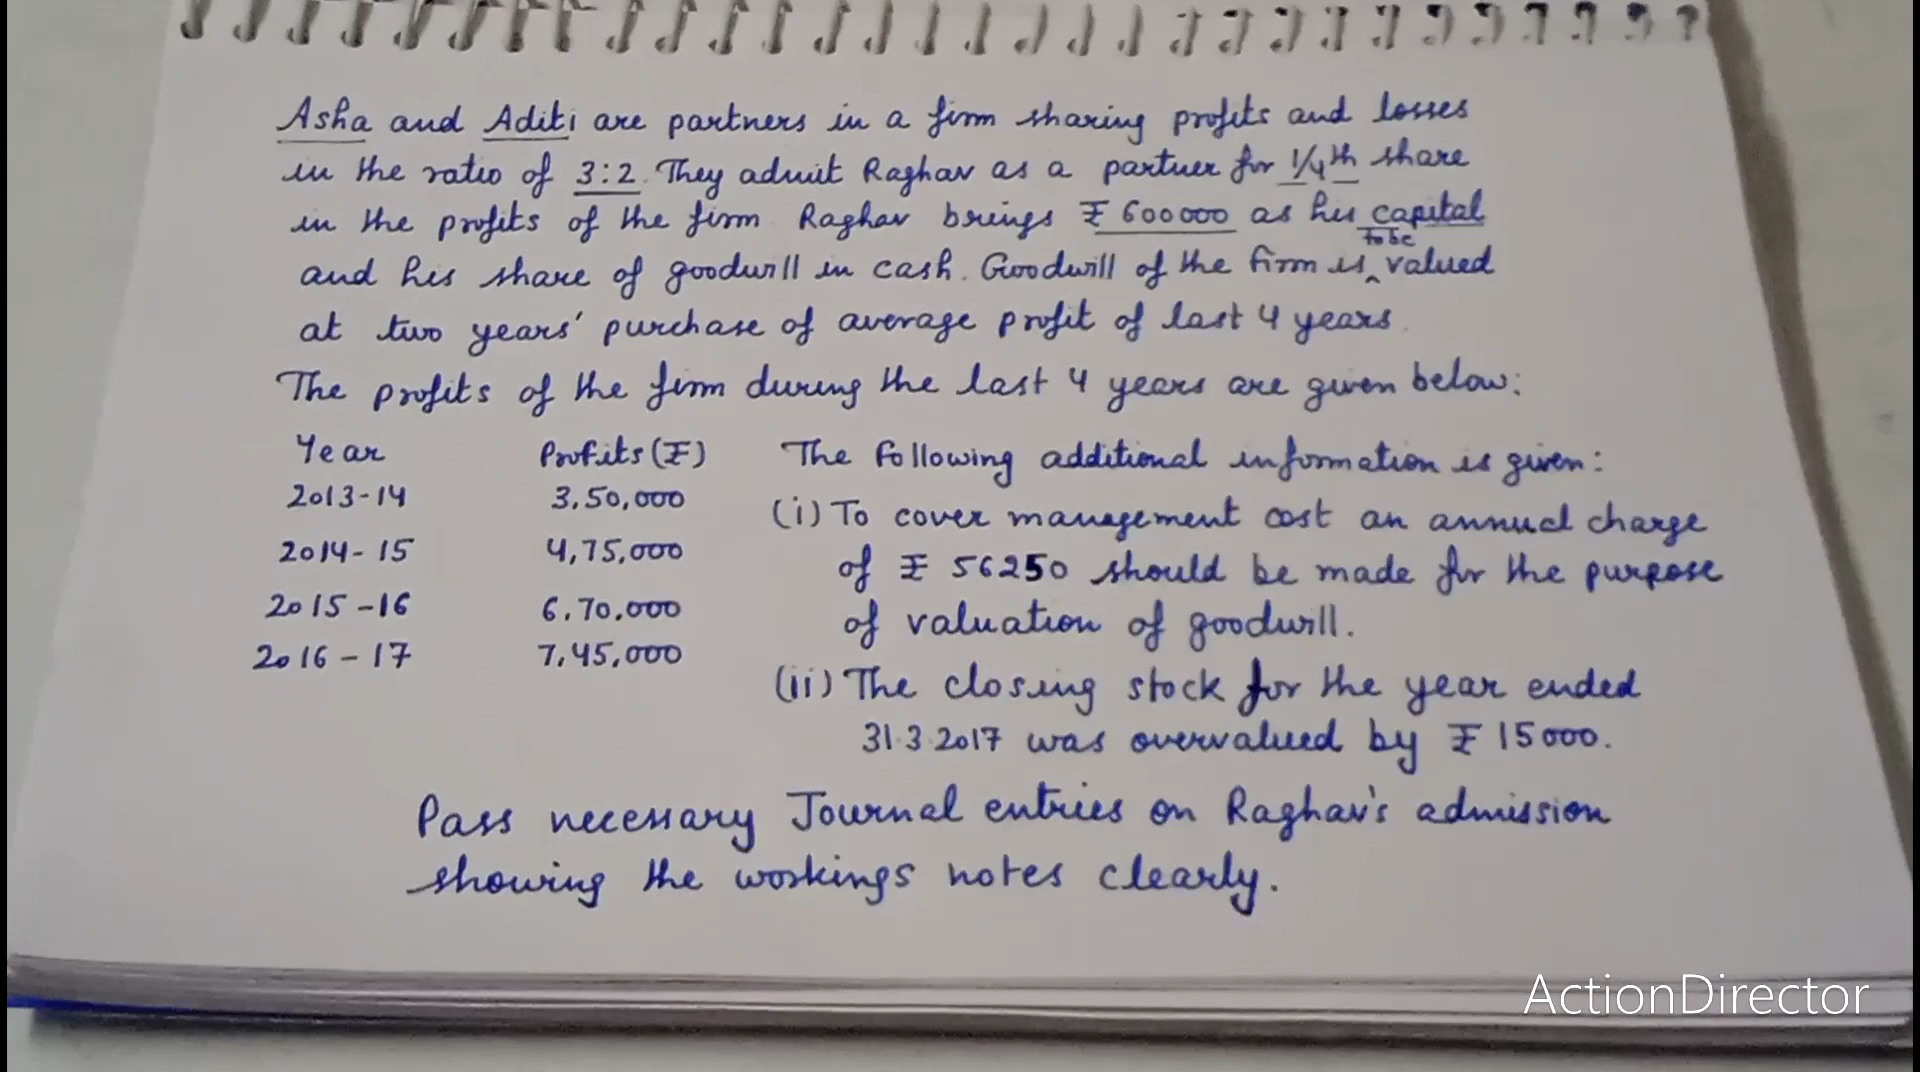 Asha and Aditi are partners in a firm sharing profits and losses
in the ratio of 3:2. They admit Raghav as a partner for 1/4th share
in the profits of the firm Raghav brings ₹ 600000 as his capital
to be
and his share of goodwill in cash. Goodwill of the firm is ‸ valued
at two years' purchase of average profit of last 4 years.
The profits of the firm during the last 4 years are given below:
Year Profits (₹)
2013-14 3,50,000
2014-15 4,75,000
2015-16 6,70,000
2016-17 7,45,000
The following additional information is given:
(i) To cover management cost an annual charge
of ₹ 56250 should be made for the purpose
of valuation of goodwill.
(ii) The closing stock for the year ended
31.3.2017 was overvalued by ₹ 15000.
Pass necessary Journal entries on Raghav's admission
showing the workings notes clearly.
ActionDirector